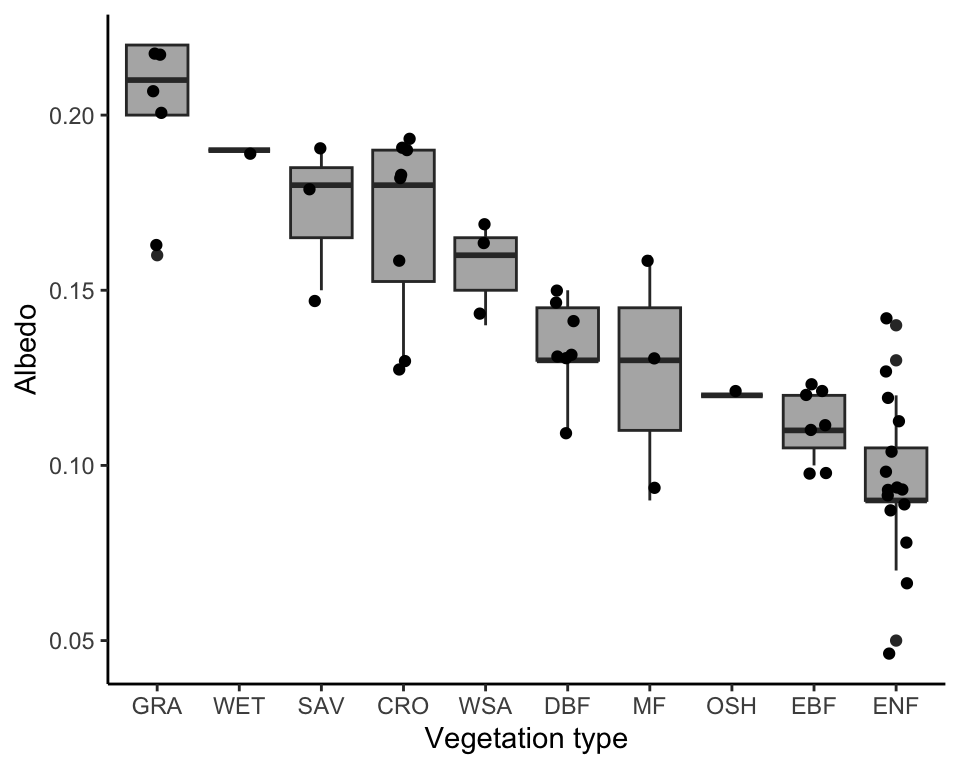 Albedo
0.20
0.15
0.10
0.05
GRA WET SAV CRO WSA DBF MF OSH EBF ENF
Vegetation type